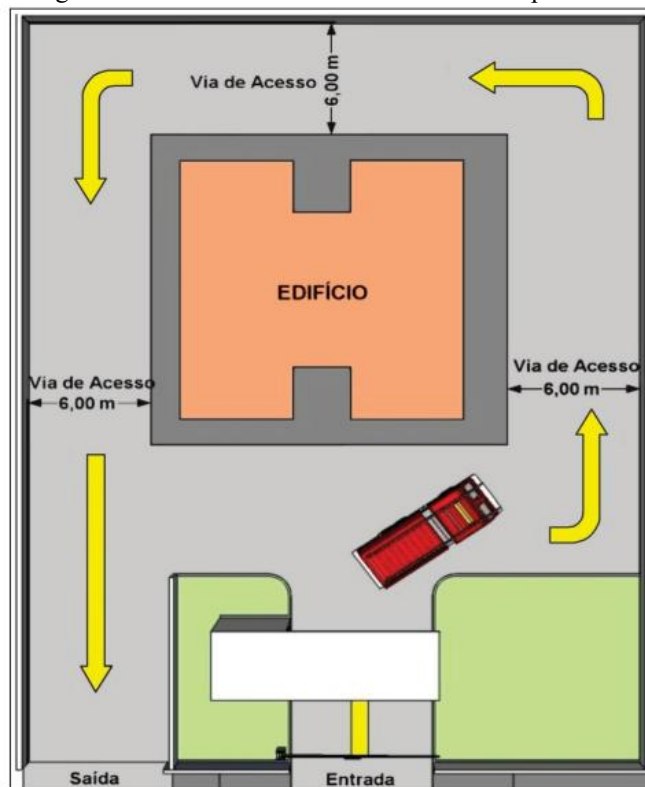 Via de Acesso
6,00 m
EDIFÍCIO
Via de Acesso
6,00 m
Via de Acesso
6,00 m
Saída
Entrada